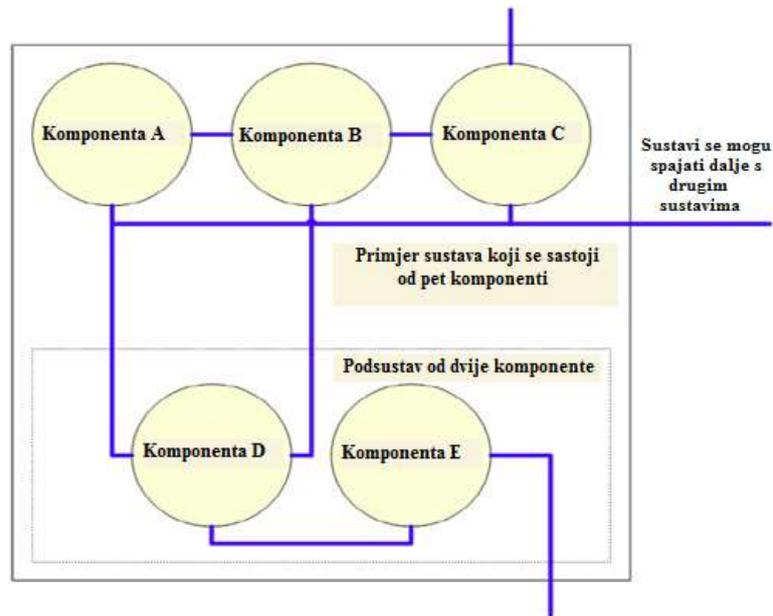 Komponenta A
Komponenta B
Komponenta C
Sustavi se mogu
spajati dalje s
drugim
sustavima
Primjer sustava koji se sastoji
od pet komponenti
Podsustav od dvije komponente
Komponenta D
Komponenta E